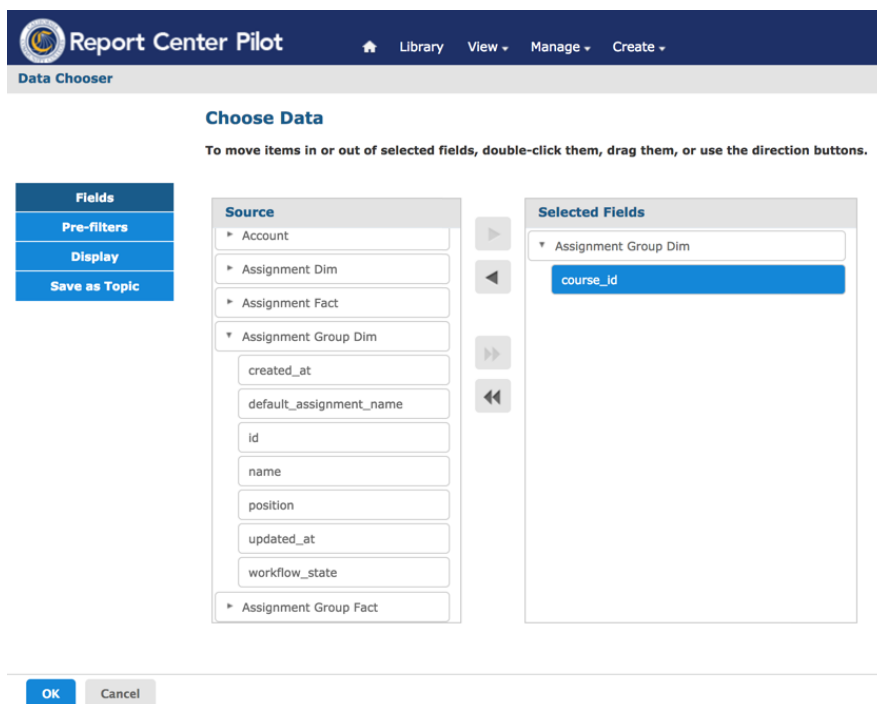 Report Center Pilot
Library View Manage Create
Data Chooser
Choose Data
To move items in or out of selected fields, double-click them, drag them, or use the direction buttons.
Fields
Pre-filters
Display
Save as Topic
Source
Account
Assignment Dim
Assignment Fact
Assignment Group Dim
created_at
default_assignment_name
id
name
position
updated_at
workflow_state
Assignment Group Fact
Selected Fields
Assignment Group Dim
course_id
OK Cancel